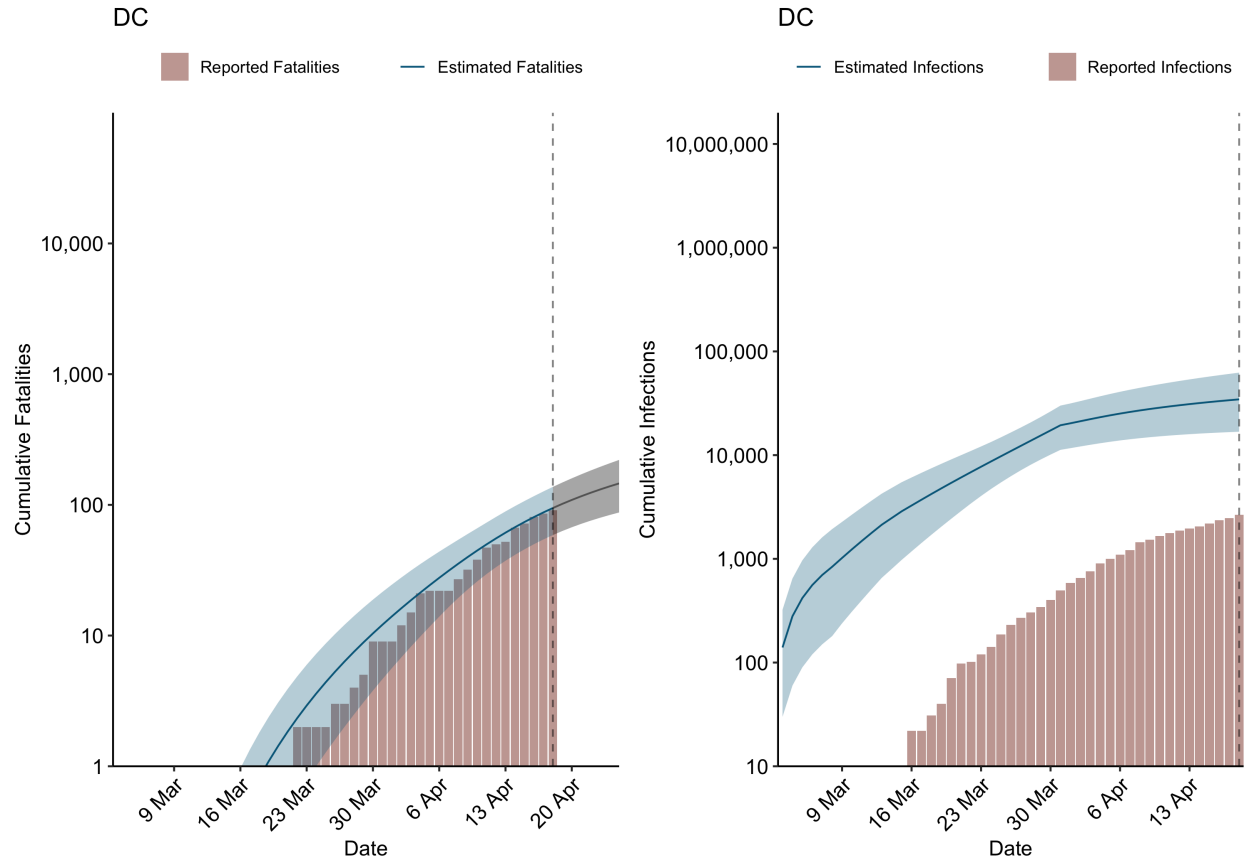 DC
Reported Fatalities
Estimated Fatalities
Cumulative Fatalities
10,000
1,000
100
10
1
9 Mar
16 Mar
23 Mar
30 Mar
6 Apr
13 Apr
20 Apr
Date
DC
Estimated Infections
Reported Infections
Cumulative Infections
10,000,000
1,000,000
100,000
10,000
1,000
100
10
9 Mar
16 Mar
23 Mar
30 Mar
6 Apr
13 Apr
Date